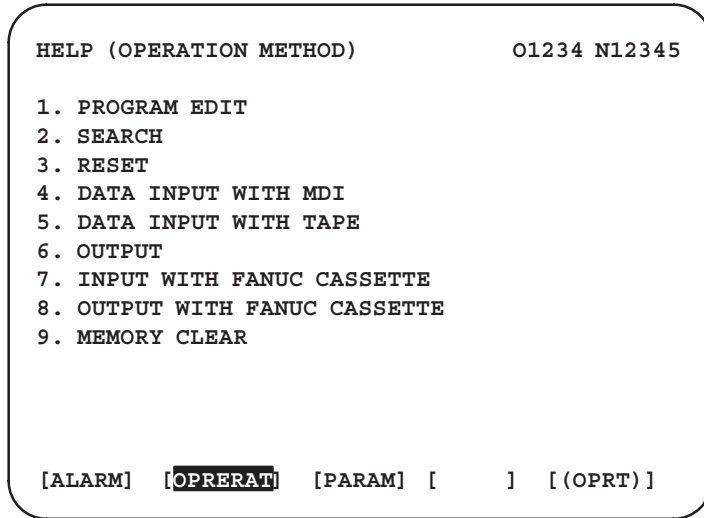 HELP (OPERATION METHOD) O1234 N12345
1. PROGRAM EDIT
2. SEARCH
3. RESET
4. DATA INPUT WITH MDI
5. DATA INPUT WITH TAPE
6. OUTPUT
7. INPUT WITH FANUC CASSETTE
8. OUTPUT WITH FANUC CASSETTE
9. MEMORY CLEAR
[ALARM] [OPRERAT] [PARAM] [ ] [(OPRT)]